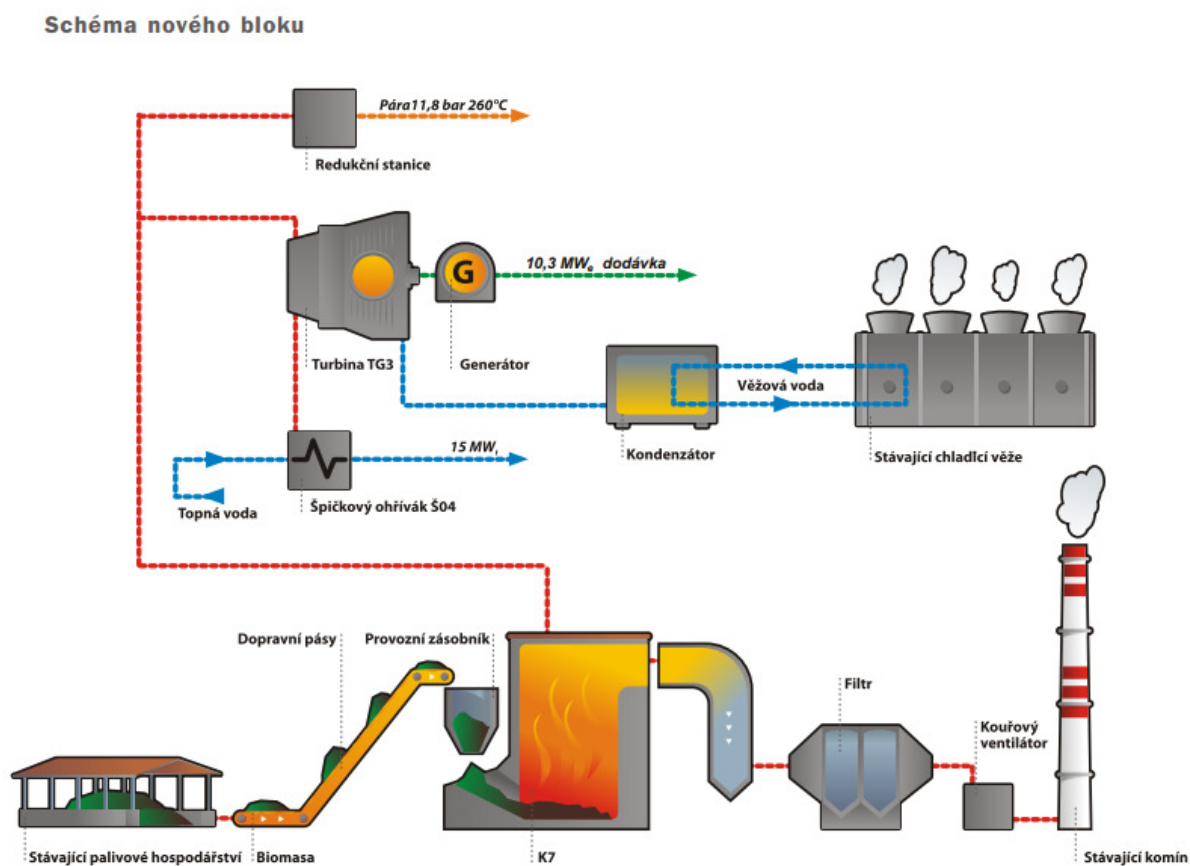 Schéma nového bloku
Pára11,8 bar 260°C
Redukční stanice
G
10,3 MWe dodávka
Turbina TG3
Generátor
Věžová voda
Kondenzátor
Stávající chladící věže
15 MWt
Topná voda
Špičkový ohřívák Š04
Dopravní pásy
Provozní zásobník
Filtr
Kouřový
ventilátor
Stávající palivové hospodářství
Biomasa
K7
Stávající komín